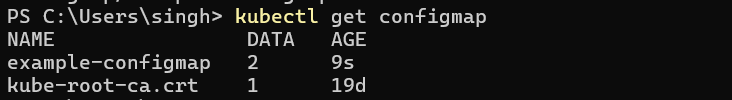 PS C:\Users\singh> kubectl get configmap
NAME                DATA   AGE
example-configmap   2      9s
kube-root-ca.crt    1      19d